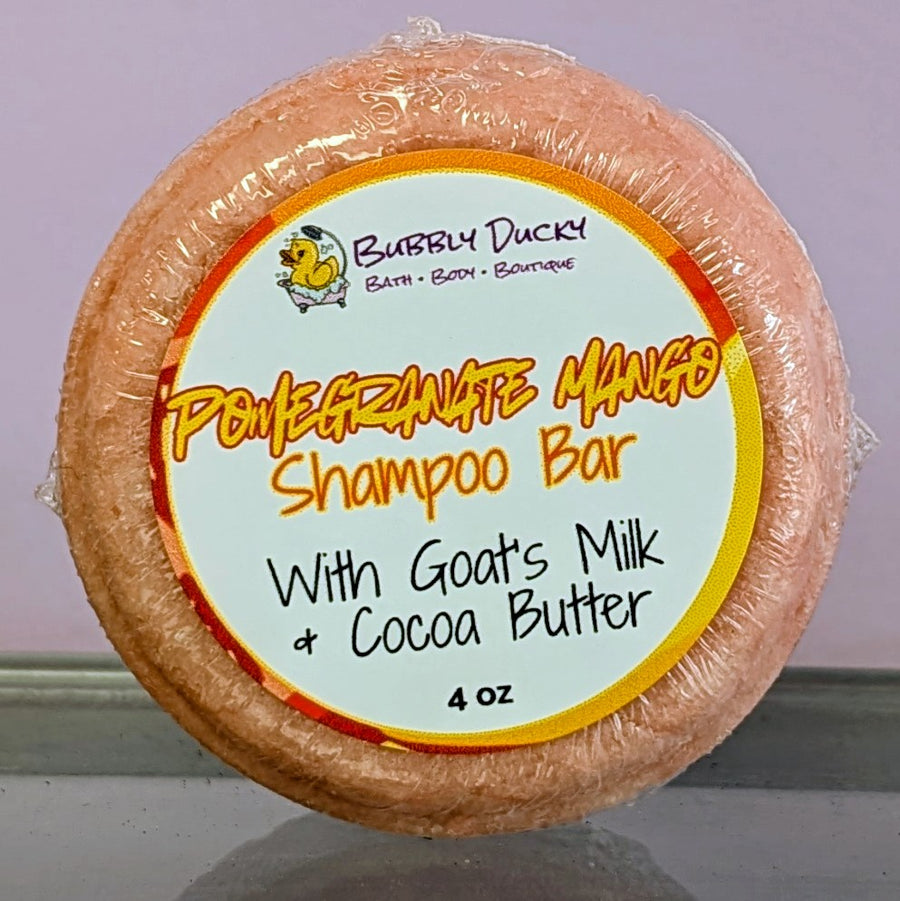 BUBBLY DUCKY
BATH • BODY • BOUTIQUE
POMEGRANATE MANGO
Shampoo Bar
With Goat's Milk
& Cocoa Butter
4 oz